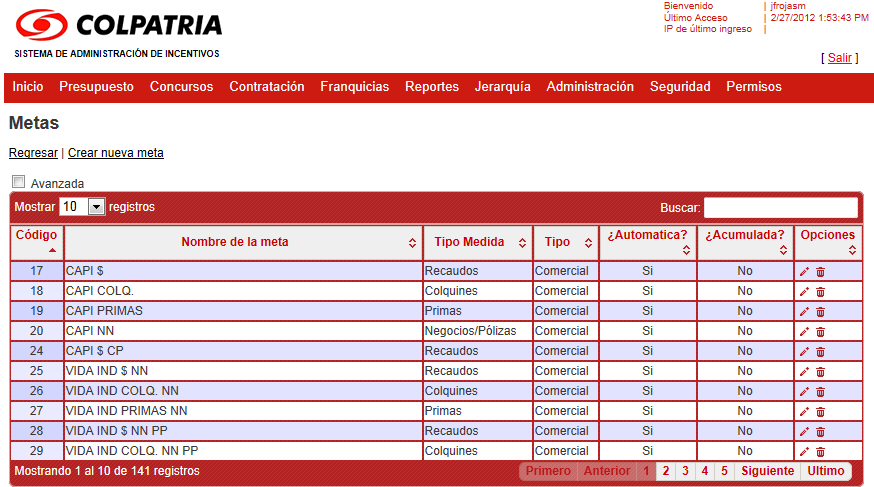 COLPATRIA
SISTEMA DE ADMINISTRACIÓN DE INCENTIVOS
Bienvenido jfrojasm
Último Acceso 2/27/2012 1:53:43 PM
IP de último ingreso
[ Salir ]
Inicio Presupuesto Concursos Contratación Franquicias Reportes Jerarquía Administración Seguridad Permisos
Metas
Regresar | Crear nueva meta
Avanzada
Mostrar 10 registros Buscar:
Código Nombre de la meta Tipo Medida Tipo ¿Automatica? ¿Acumulada? Opciones
17 CAPI $ Recaudos Comercial Si No
18 CAPI COLQ. Colquines Comercial Si No
19 CAPI PRIMAS Primas Comercial Si No
20 CAPI NN Negocios/Pólizas Comercial Si No
24 CAPI $ CP Recaudos Comercial Si No
25 VIDA IND $ NN Recaudos Comercial Si No
26 VIDA IND COLQ. NN Colquines Comercial Si No
27 VIDA IND PRIMAS NN Primas Comercial Si No
28 VIDA IND $ NN PP Recaudos Comercial Si No
29 VIDA IND COLQ. NN PP Colquines Comercial Si No
Mostrando 1 al 10 de 141 registros Primero Anterior 1 2 3 4 5 Siguiente Ultimo